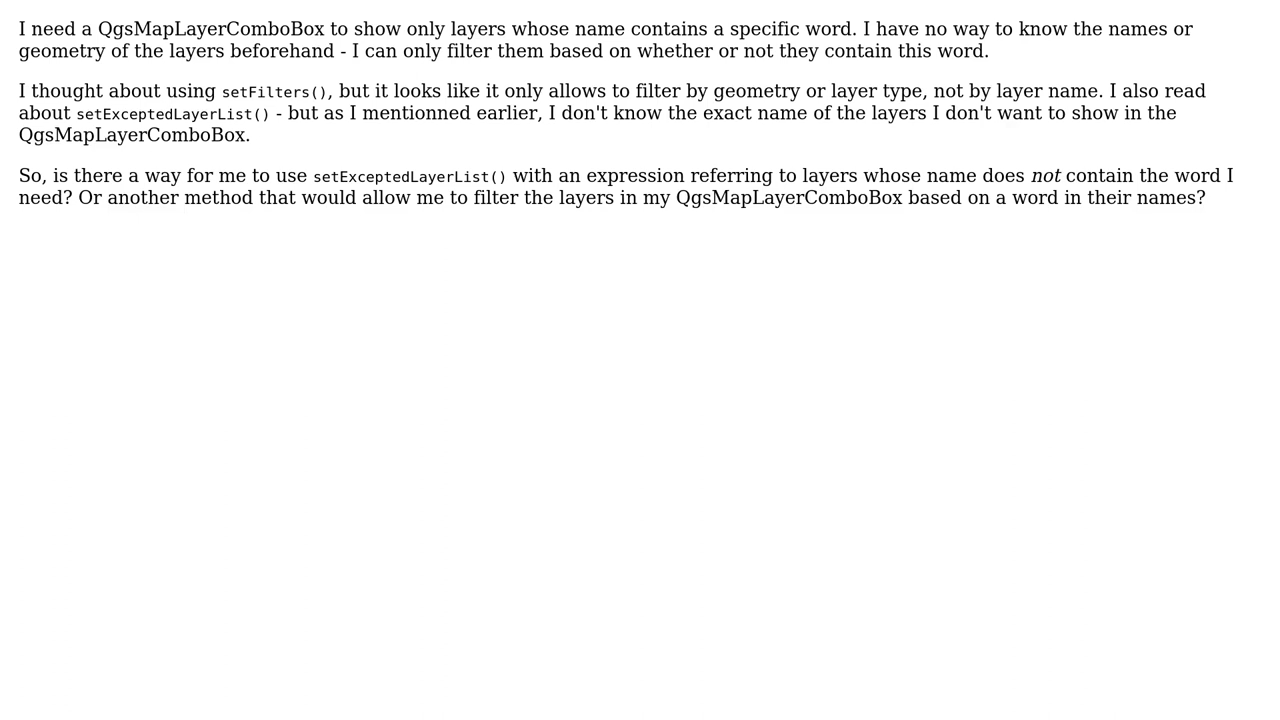 I need a QgsMapLayerComboBox to show only layers whose name contains a specific word. I have no way to know the names or
geometry of the layers beforehand - I can only filter them based on whether or not they contain this word.
I thought about using setFilters(), but it looks like it only allows to filter by geometry or layer type, not by layer name. I also read
about setExceptedLayerList() - but as I mentionned earlier, I don't know the exact name of the layers I don't want to show in the
QgsMapLayerComboBox.
So, is there a way for me to use setExceptedLayerList() with an expression referring to layers whose name does not contain the word I
need? Or another method that would allow me to filter the layers in my QgsMapLayerComboBox based on a word in their names?